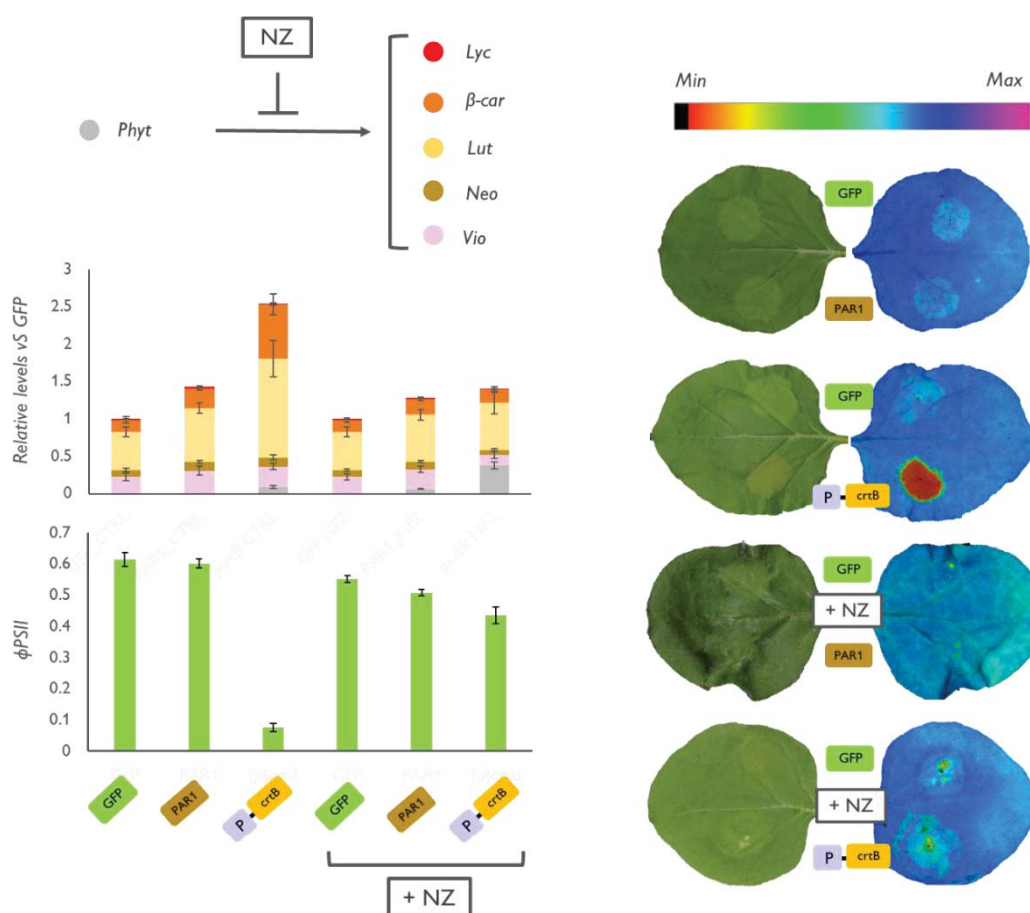 NZ
Phyt
Lyc
β-car
Lut
Neo
Vio
Relative levels vS GFP
3
2.5
2
1.5
1
0.5
0
ϕPSII
0.7
0.6
0.5
0.4
0.3
0.2
0.1
0
GFP
PAR1
P crtB
GFP
PAR1
P crtB
+ NZ
Min Max
GFP
PAR1
GFP
P crtB
GFP
+ NZ
PAR1
GFP
+ NZ
P crtB